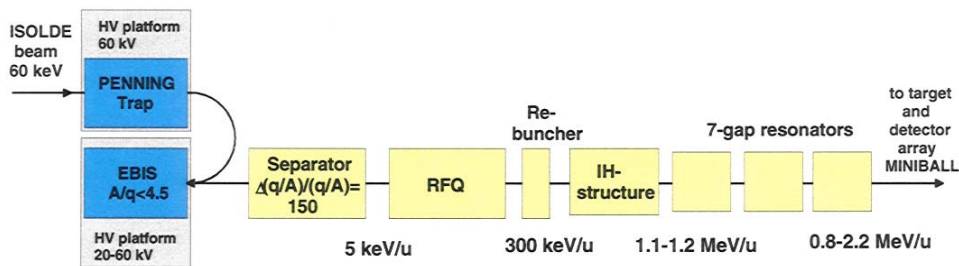 ISOLDE
beam
60 keV
HV platform
60 kV
PENNING
Trap
EBIS
A/q<4.5
HV platform
20-60 kV
Separator
Δ(q/A)/(q/A)=
150
RFQ
Re-
buncher
IH-
structure
7-gap resonators
to target
and
detector
array
MINIBALL
5 keV/u
300 keV/u
1.1-1.2 MeV/u
0.8-2.2 MeV/u